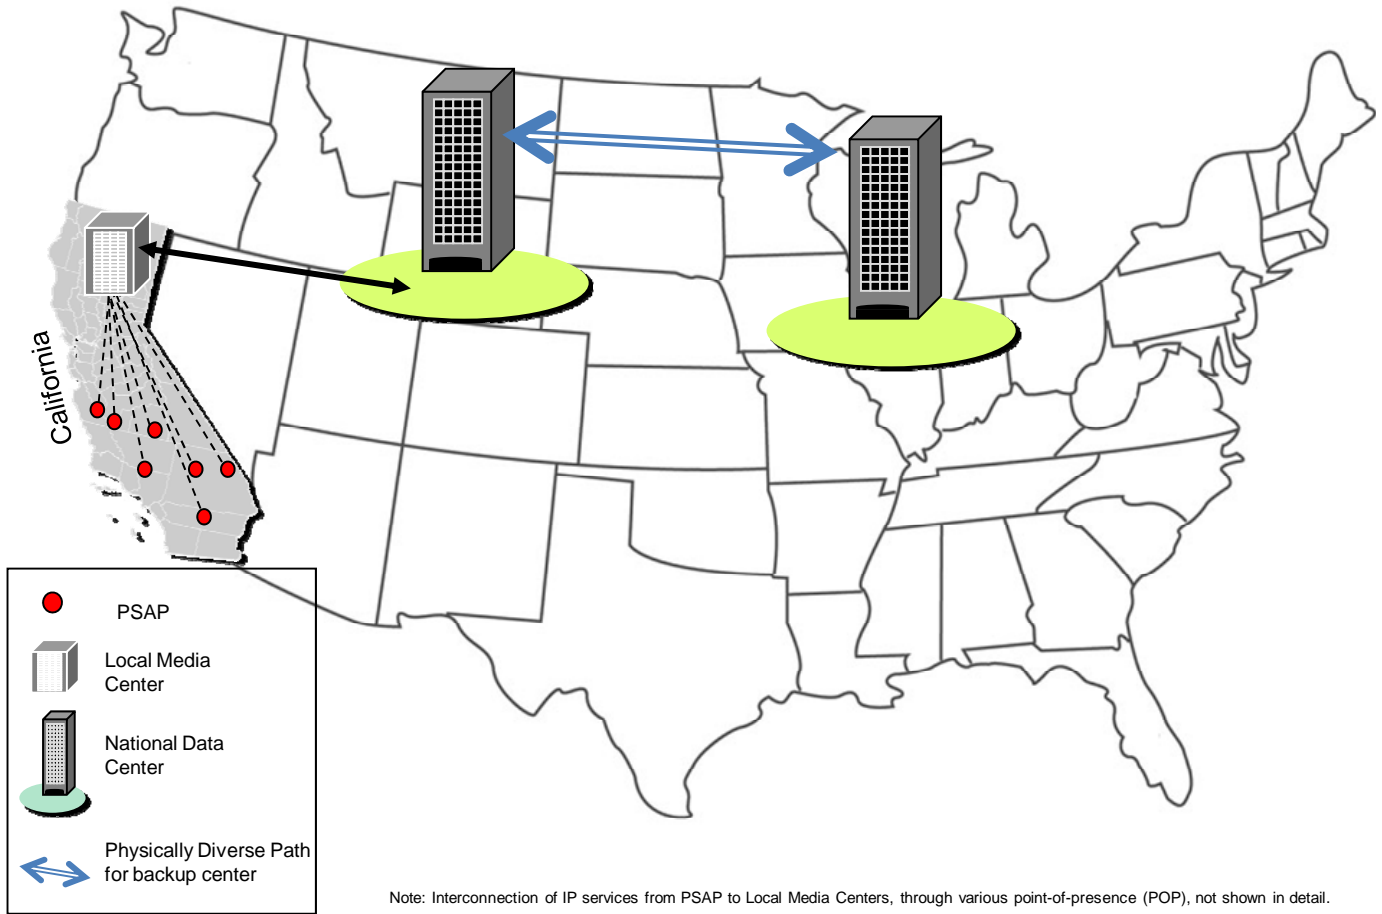 California
PSAP
Local Media
Center
National Data
Center
Physically Diverse Path
for backup center
Note: Interconnection of IP services from PSAP to Local Media Centers, through various point-of-presence (POP), not shown in detail.